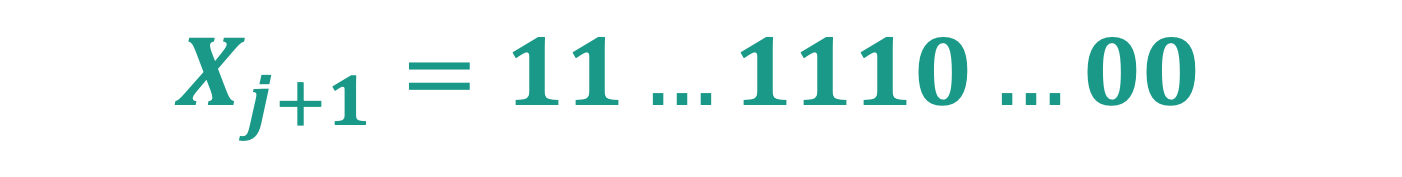 X_{j+1} = 11 ... 1110 ... 00